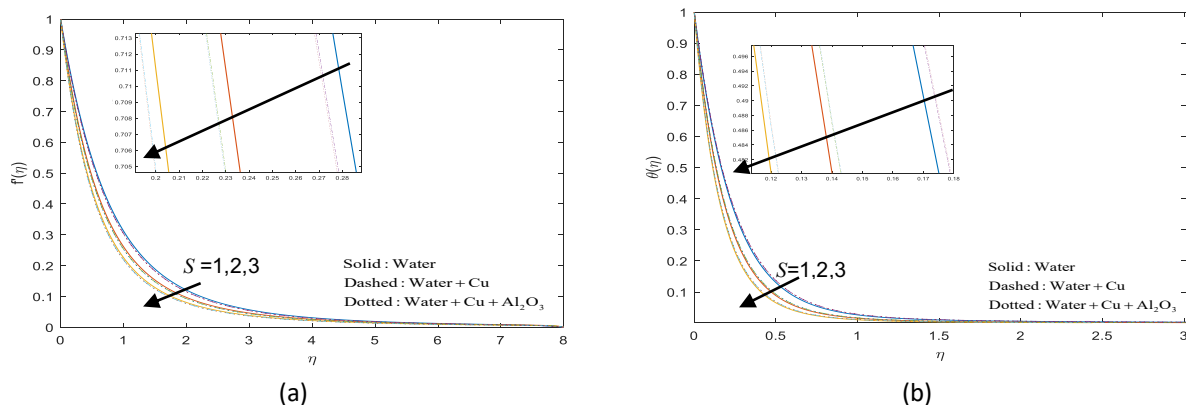 1
0.9
0.8
0.7
0.6
0.5
0.4
0.3
0.2
0.1
0
f'(η)
0.713
0.712
0.711
0.71
0.709
0.708
0.707
0.706
0.705
0.2 0.21 0.22 0.23 0.24 0.25 0.26 0.27 0.28
S =1,2,3
Solid : Water
Dashed : Water + Cu
Dotted : Water + Cu + Al₂O₃
0 1 2 3 4 5 6 7 8
η
(a)
1
0.9
0.8
0.7
0.6
0.5
0.4
0.3
0.2
0.1
θ(η)
0.496
0.494
0.492
0.49
0.488
0.486
0.484
0.482
0.12 0.13 0.14 0.15 0.16 0.17 0.18
S=1,2,3
Solid : Water
Dashed : Water + Cu
Dotted : Water + Cu + Al₂O₃
0 0.5 1 1.5 2 2.5 3
η
(b)